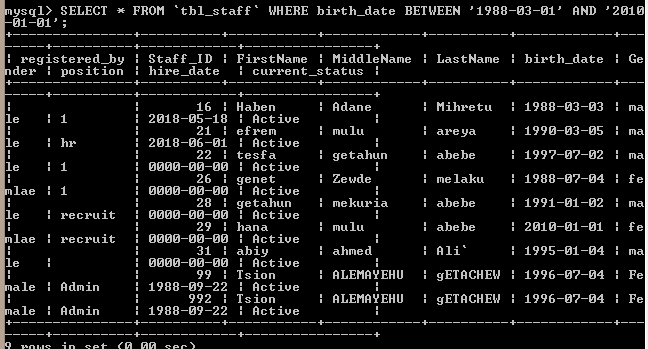 mysql> SELECT * FROM `tbl_staff` WHERE birth_date BETWEEN '1988-03-01' AND '2010
-01-01';
+---------------+----------+-----------+------------+----------+------------+---
----+----------+------------+----------------+
| registered_by | Staff_ID | FirstName | MiddleName | LastName | birth_date | Ge
nder | position | hire_date | current_status |
+---------------+----------+-----------+------------+----------+------------+---
----+----------+------------+----------------+
| | 16 | Haben | Adane | Mihretu | 1988-03-03 | ma
le | 1 | 2018-05-18 | Active |
| | 21 | efrem | mulu | areya | 1990-03-05 | ma
le | hr | 2018-06-01 | Active |
| | 22 | tesfa | getahun | abebe | 1997-07-02 | ma
le | 1 | 0000-00-00 | Active |
| | 26 | genet | Zewde | melaku | 1988-07-04 | fe
mlae | 1 | 0000-00-00 | Active |
| | 28 | getahun | mekuria | abebe | 1991-01-02 | ma
le | recruit | 0000-00-00 | Active |
| | 29 | hana | mulu | abebe | 2010-01-01 | Fe
mlae | recruit | 0000-00-00 | Active |
| | 31 | abiy | ahmed | Ali` | 1995-01-04 | ma
le | | 0000-00-00 | Active |
| | 99 | Tsion | ALEMAYEHU | gETACHEW | 1996-07-04 | Fe
male | Admin | 1988-09-22 | Active |
| | 992 | Tsion | ALEMAYEHU | gETACHEW | 1996-07-04 | Fe
male | Admin | 1988-09-22 | Active |
+---------------+----------+-----------+------------+----------+------------+---
----+----------+------------+----------------+
9 rows in set (0.00 sec)